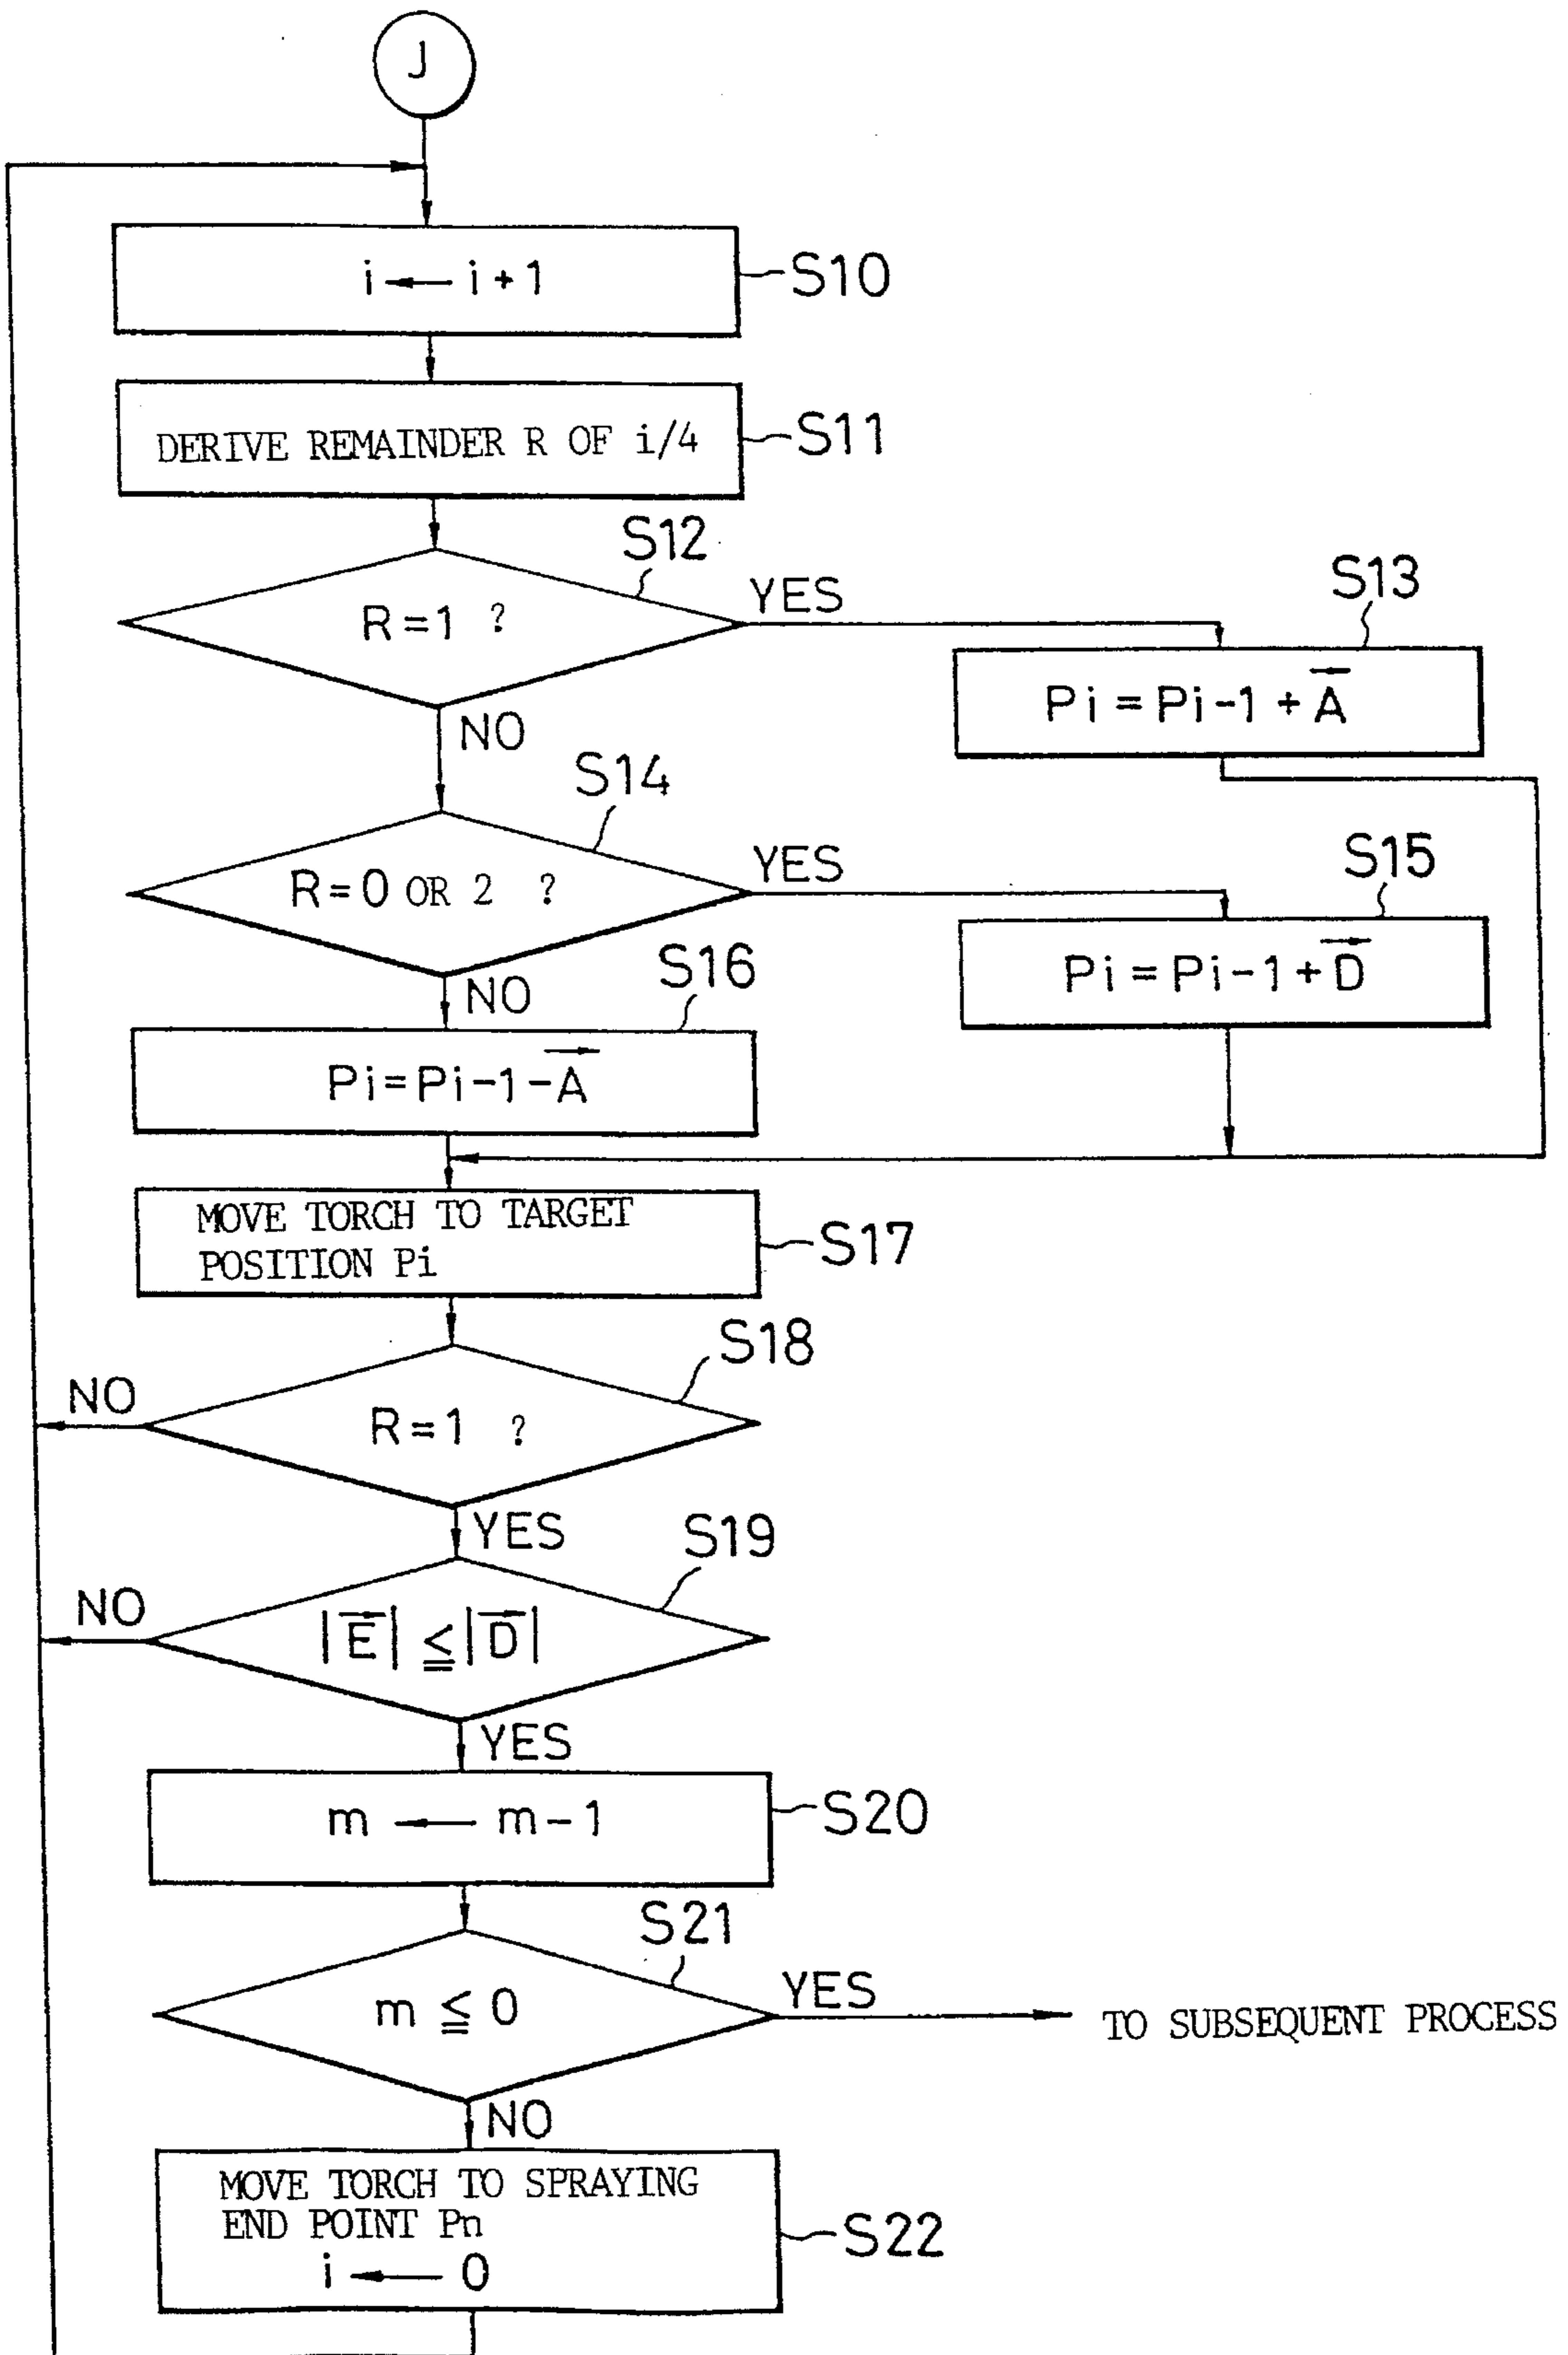 J
i ← i + 1
S10
DERIVE REMAINDER R OF i/4
S11
S12
R = 1 ?
YES
S13
Pi = Pi-1 + A⃗
NO
S14
R = 0 OR 2 ?
YES
S15
Pi = Pi-1 + D⃗
NO
S16
Pi = Pi-1 - A⃗
MOVE TORCH TO TARGET
POSITION Pi
S17
S18
NO
R = 1 ?
YES
S19
NO
|E⃗| ≦ |D⃗|
YES
m ← m - 1
S20
S21
m ≦ 0
YES
TO SUBSEQUENT PROCESS
NO
MOVE TORCH TO SPRAYING
END POINT Pn
i ← 0
S22